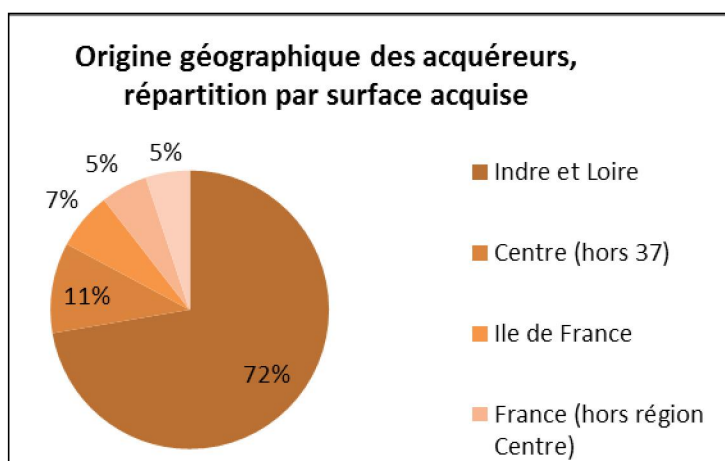 Origine géographique des acquéreurs,
répartition par surface acquise
5%
5%
7%
11%
72%
Indre et Loire
Centre (hors 37)
Ile de France
France (hors région
Centre)